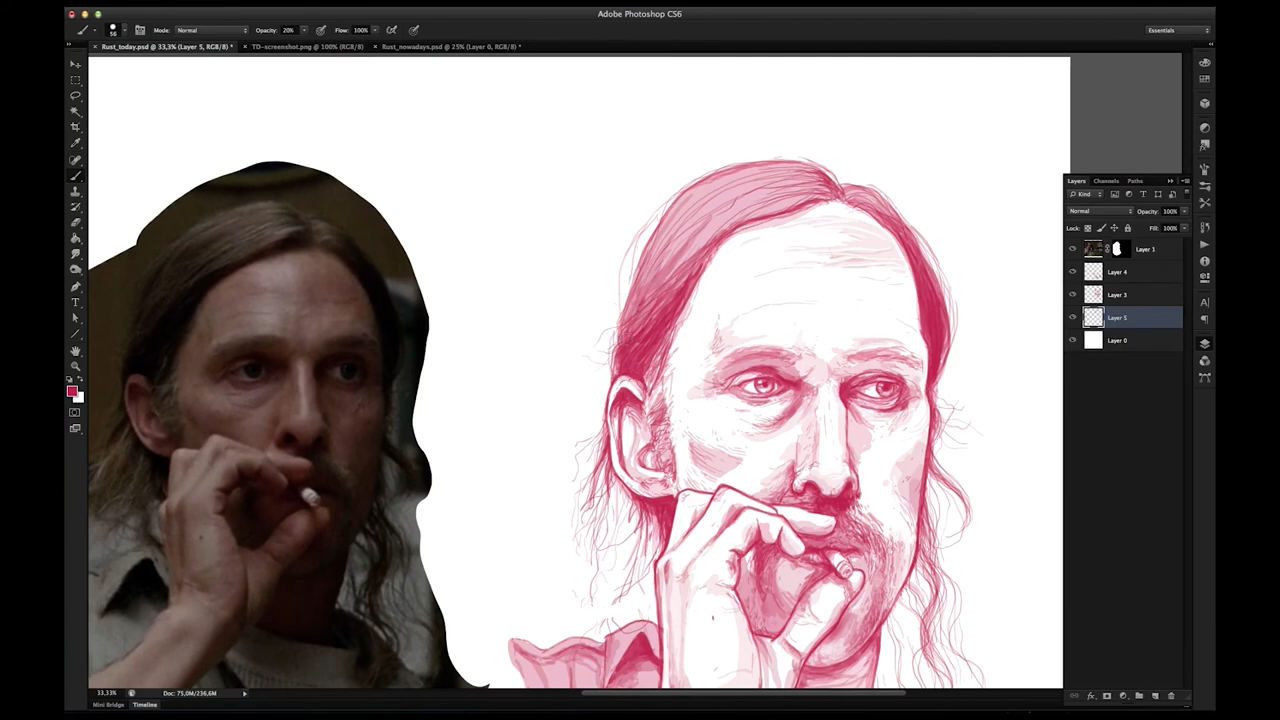 Adobe Photoshop CS6
56 Mode: Normal Opacity: 20% Flow: 100% Essentials
× Rust_today.psd @ 33,3% (Layer 5, RGB/8) * × TD-screenshot.png @ 100% (RGB/8) × Rust_nowadays.psd @ 25% (Layer 0, RGB/8) *
Layers Channels Paths
Kind
Normal Opacity: 100%
Lock: Fill: 100%
Layer 1
Layer 4
Layer 3
Layer 5
Layer 0
33,33% Doc: 75,0M/236,6M
Mini Bridge Timeline